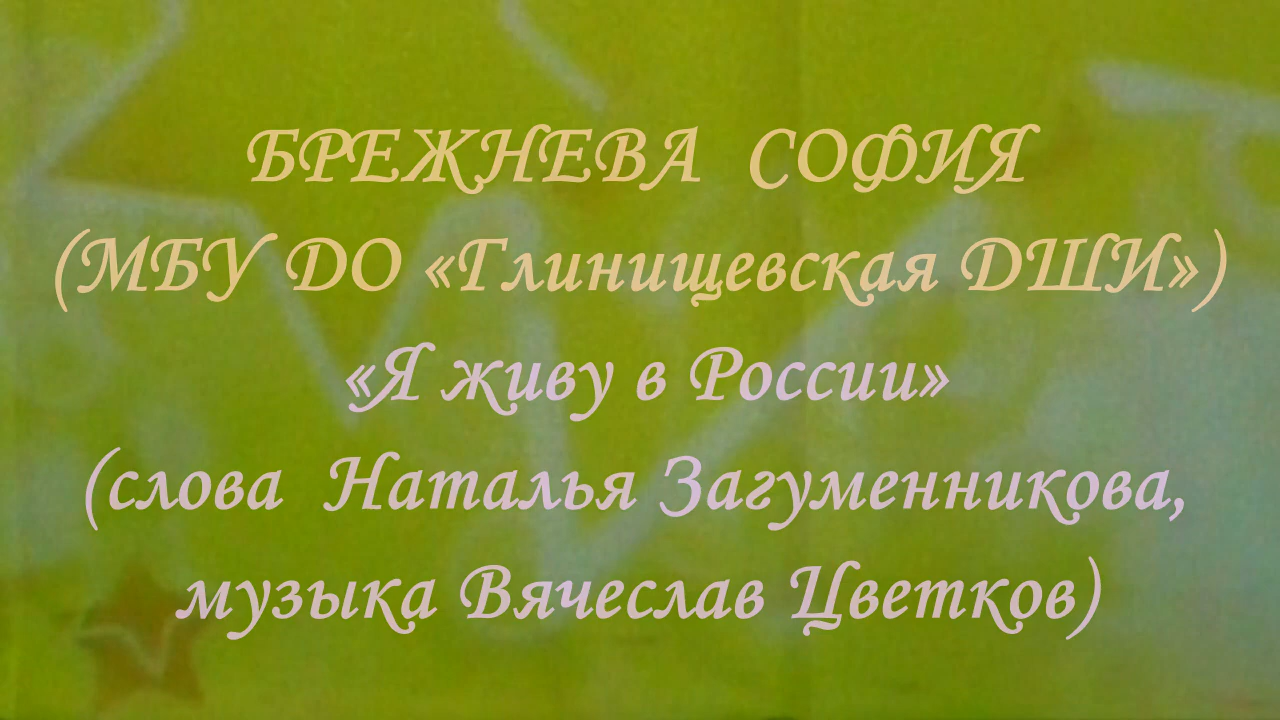 БРЕЖНЕВА СОФИЯ
(МБУ ДО «Глинищевская ДШИ»)
«Я живу в России»
(слова Наталья Загуменникова,
музыка Вячеслав Цветков)